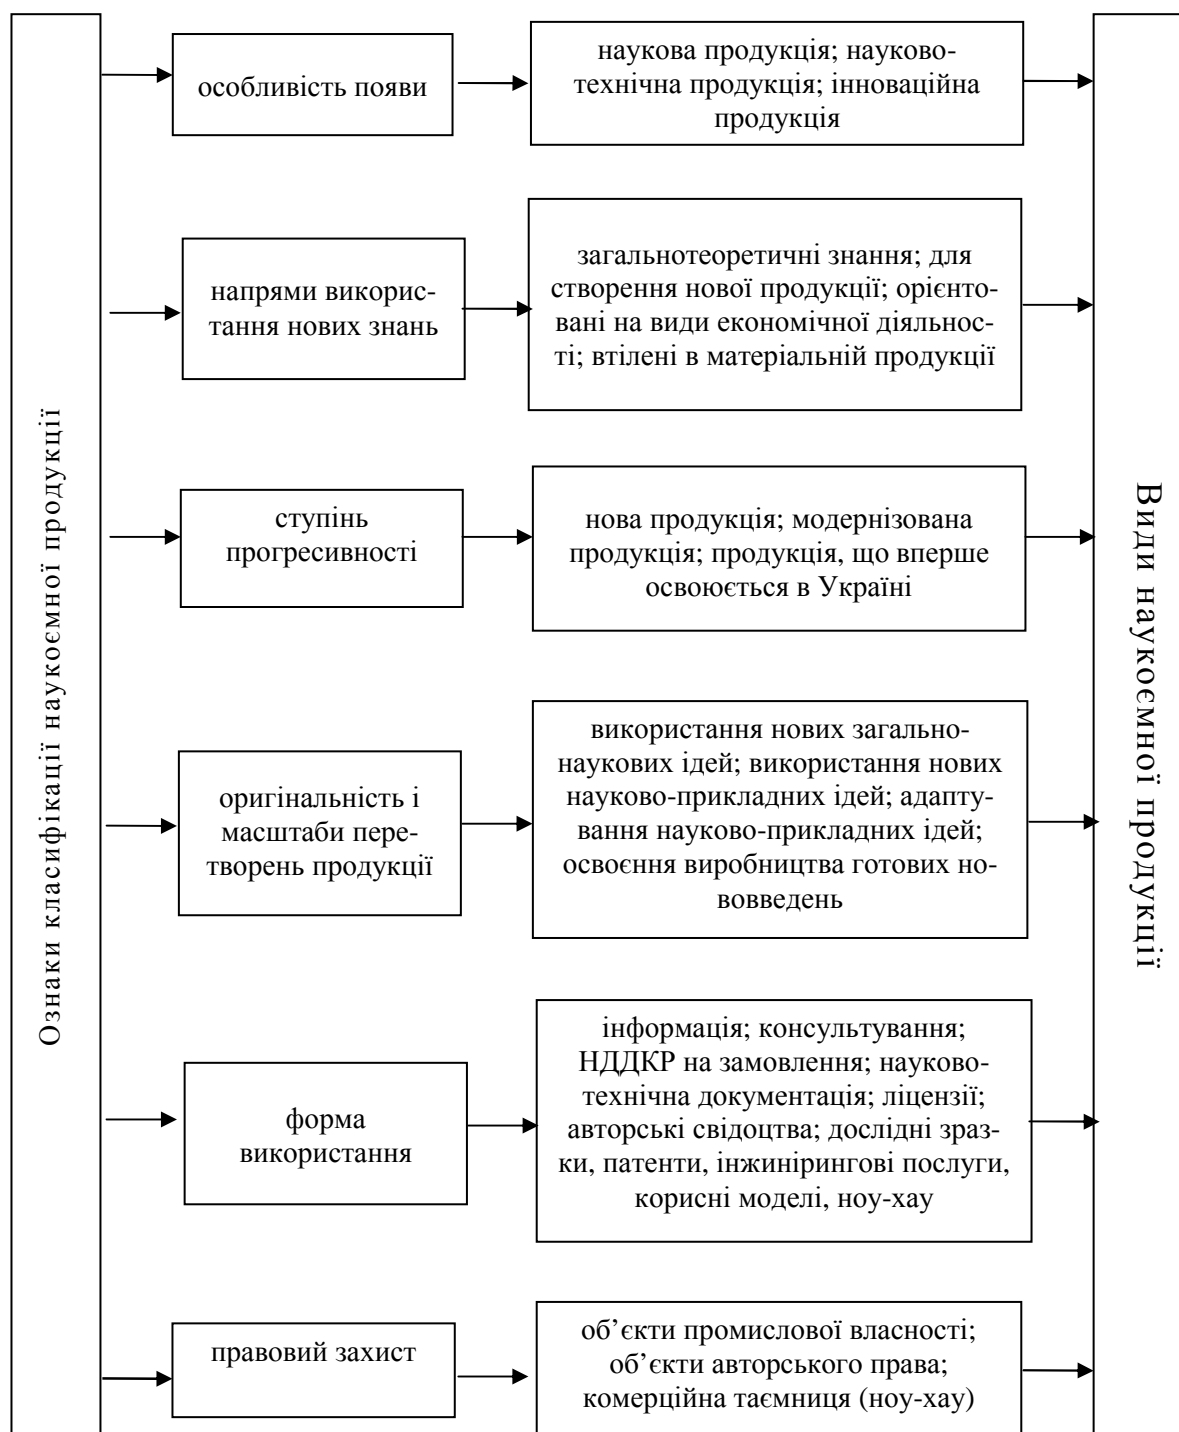 Ознаки класифікації наукоємної продукції
особливість появи
наукова продукція; науково-
технічна продукція; інноваційна
продукція
напрями викорис-
тання нових знань
загальнотеоретичні знання; для
створення нової продукції; орієнто-
вані на види економічної діяльнос-
ті; втілені в матеріальній продукції
ступінь
прогресивності
нова продукція; модернізована
продукція; продукція, що вперше
освоюється в Україні
оригінальність і
масштаби пере-
творень продукції
використання нових загально-
наукових ідей; використання нових
науково-прикладних ідей; адапту-
вання науково-прикладних ідей;
освоєння виробництва готових но-
вовведень
форма
використання
інформація; консультування;
НДДКР на замовлення; науково-
технічна документація; ліцензії;
авторські свідоцтва; дослідні зраз-
ки, патенти, інжинірингові послуги,
корисні моделі, ноу-хау
правовий захист
об’єкти промислової власності;
об’єкти авторського права;
комерційна таємниця (ноу-хау)
Види наукоємної продукції